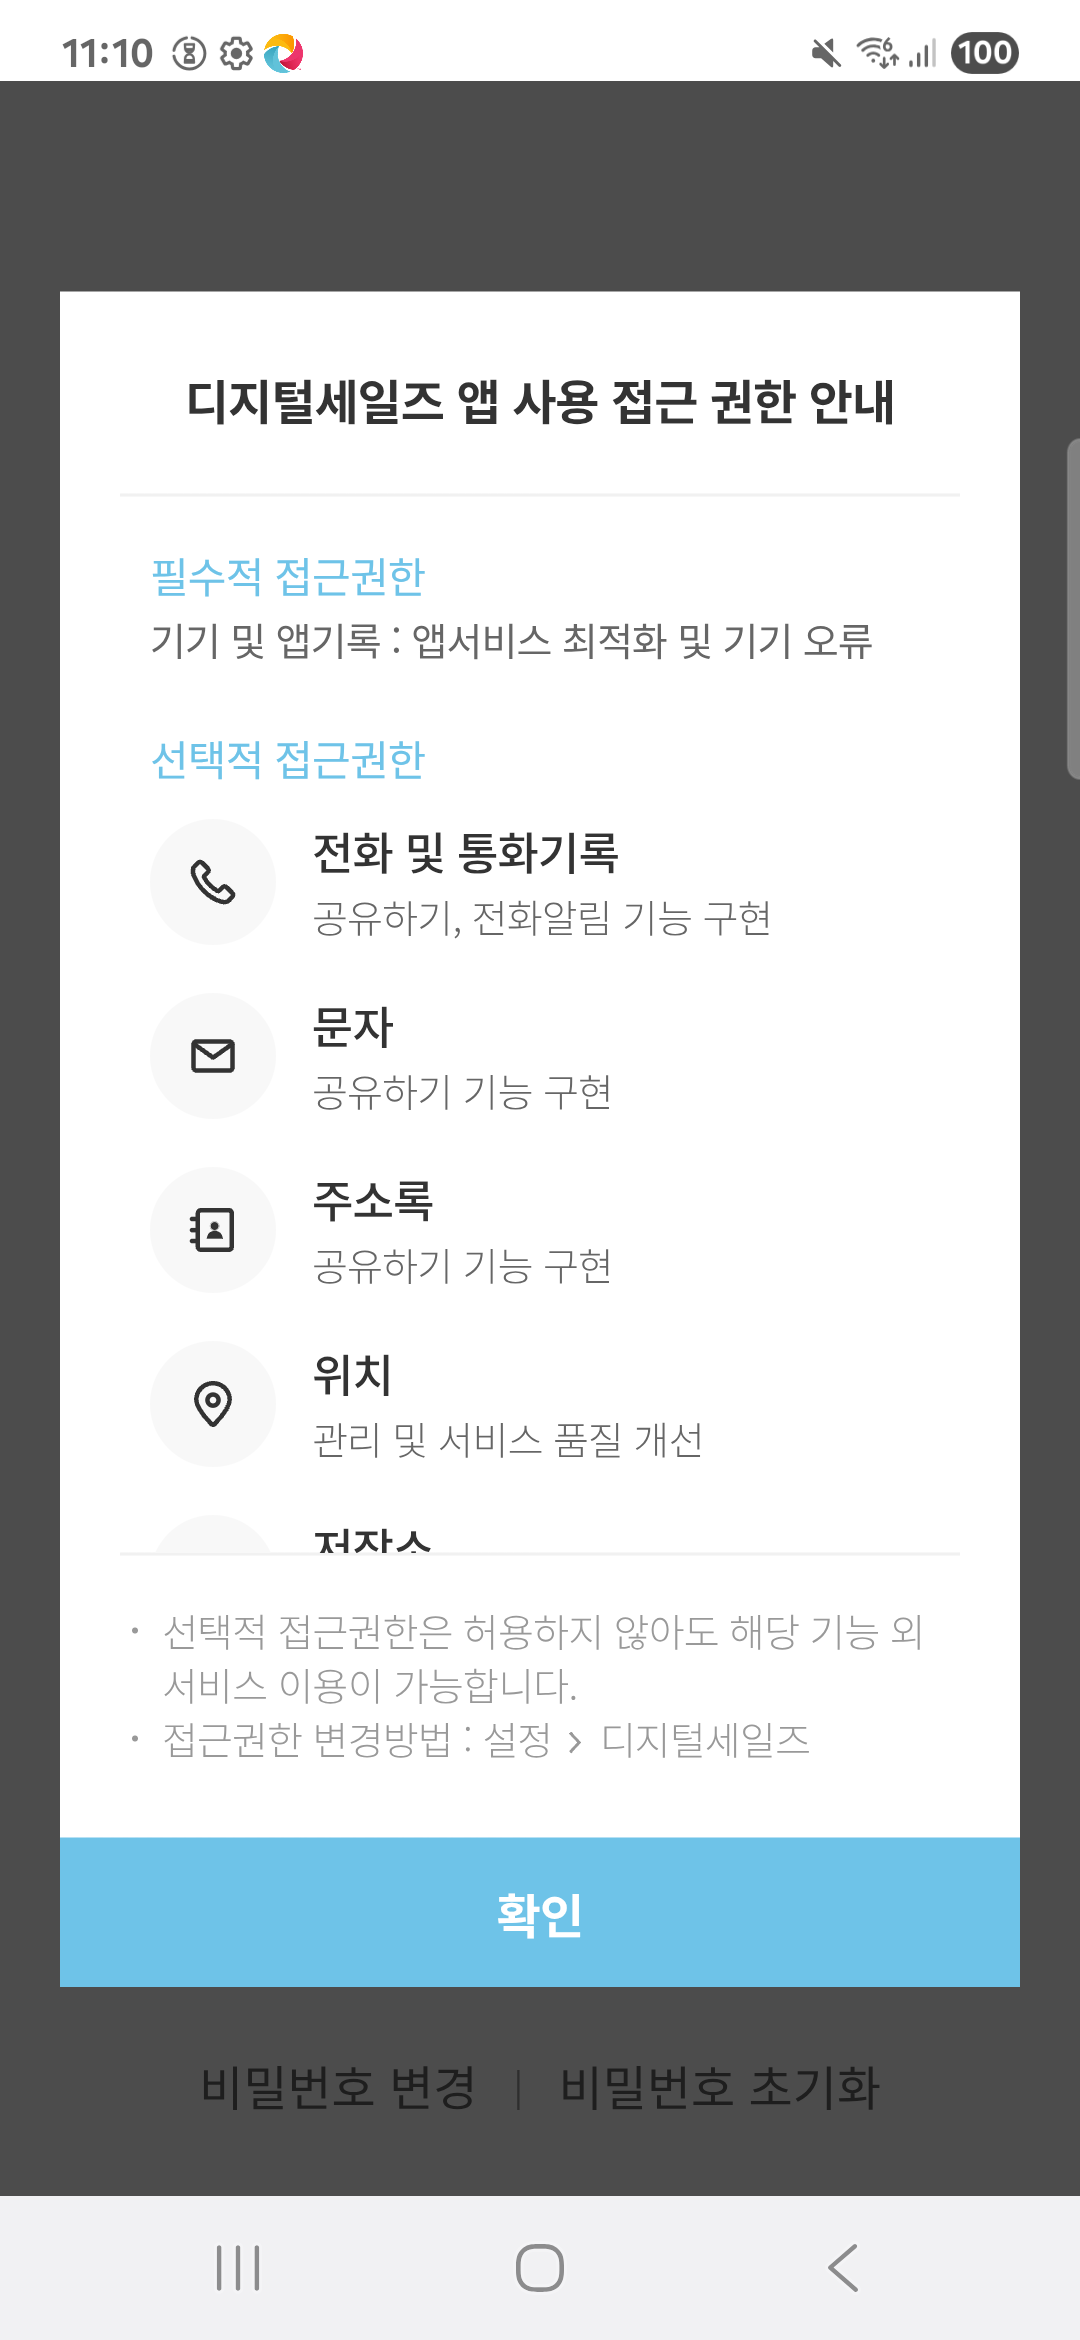 11:10
6
100
디지털세일즈 앱 사용 접근 권한 안내
필수적 접근권한
기기 및 앱기록 : 앱서비스 최적화 및 기기 오류
선택적 접근권한
전화 및 통화기록
공유하기, 전화알림 기능 구현
문자
공유하기 기능 구현
주소록
공유하기 기능 구현
위치
관리 및 서비스 품질 개선
저장소
• 선택적 접근권한은 허용하지 않아도 해당 기능 외
서비스 이용이 가능합니다.
• 접근권한 변경방법 : 설정 > 디지털세일즈
확인
비밀번호 변경 | 비밀번호 초기화